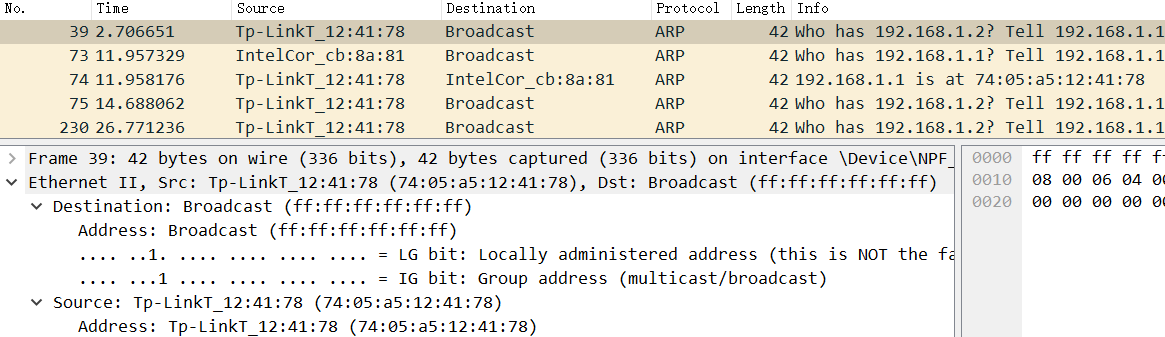 No. Time Source Destination Protocol Length Info
39 2.706651 Tp-LinkT_12:41:78 Broadcast ARP 42 Who has 192.168.1.2? Tell 192.168.1.1
73 11.957329 IntelCor_cb:8a:81 Broadcast ARP 42 Who has 192.168.1.1? Tell 192.168.1.1
74 11.958176 Tp-LinkT_12:41:78 IntelCor_cb:8a:81 ARP 42 192.168.1.1 is at 74:05:a5:12:41:78
75 14.688062 Tp-LinkT_12:41:78 Broadcast ARP 42 Who has 192.168.1.2? Tell 192.168.1.1
230 26.771236 Tp-LinkT_12:41:78 Broadcast ARP 42 Who has 192.168.1.2? Tell 192.168.1.1
Frame 39: 42 bytes on wire (336 bits), 42 bytes captured (336 bits) on interface \Device\NPF_
Ethernet II, Src: Tp-LinkT_12:41:78 (74:05:a5:12:41:78), Dst: Broadcast (ff:ff:ff:ff:ff:ff)
Destination: Broadcast (ff:ff:ff:ff:ff:ff)
Address: Broadcast (ff:ff:ff:ff:ff:ff)
.... ..1. .... .... .... .... = LG bit: Locally administered address (this is NOT the fa
.... ...1 .... .... .... .... = IG bit: Group address (multicast/broadcast)
Source: Tp-LinkT_12:41:78 (74:05:a5:12:41:78)
Address: Tp-LinkT_12:41:78 (74:05:a5:12:41:78)
0000 ff ff ff ff f
0010 08 00 06 04 0
0020 00 00 00 00 0